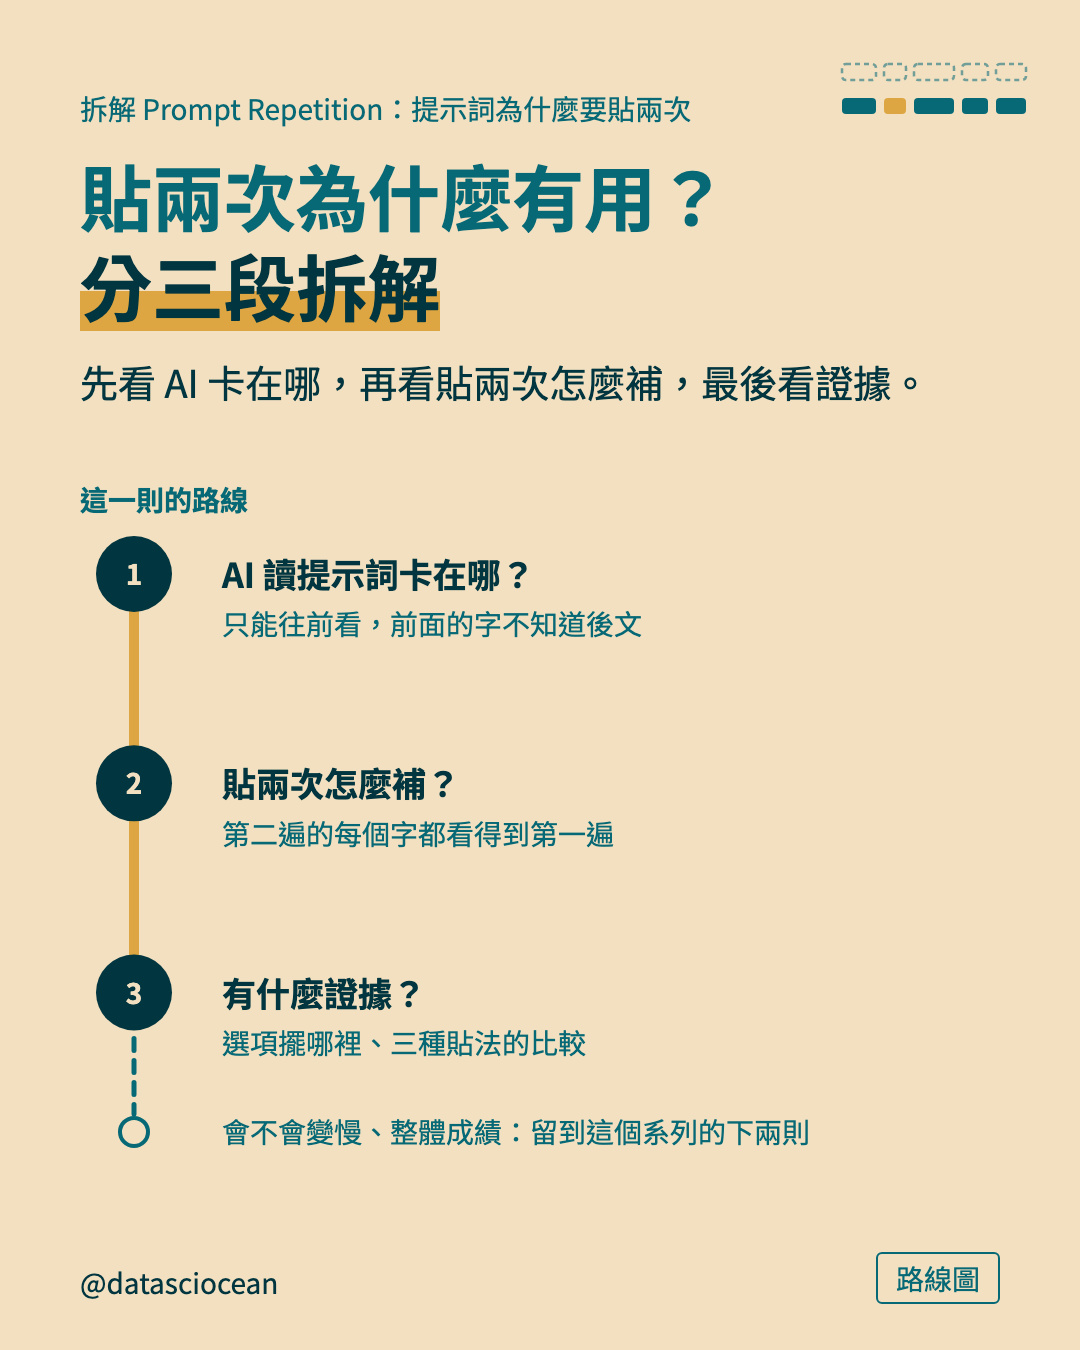 拆解 Prompt Repetition：提示詞為什麼要貼兩次
貼兩次為什麼有用？
分三段拆解
先看 AI 卡在哪，再看貼兩次怎麼補，最後看證據。
這一則的路線
1
AI 讀提示詞卡在哪？
只能往前看，前面的字不知道後文
2
貼兩次怎麼補？
第二遍的每個字都看得到第一遍
3
有什麼證據？
選項擺哪裡、三種貼法的比較
會不會變慢、整體成績：留到這個系列的下兩則
@datasciocean
路線圖